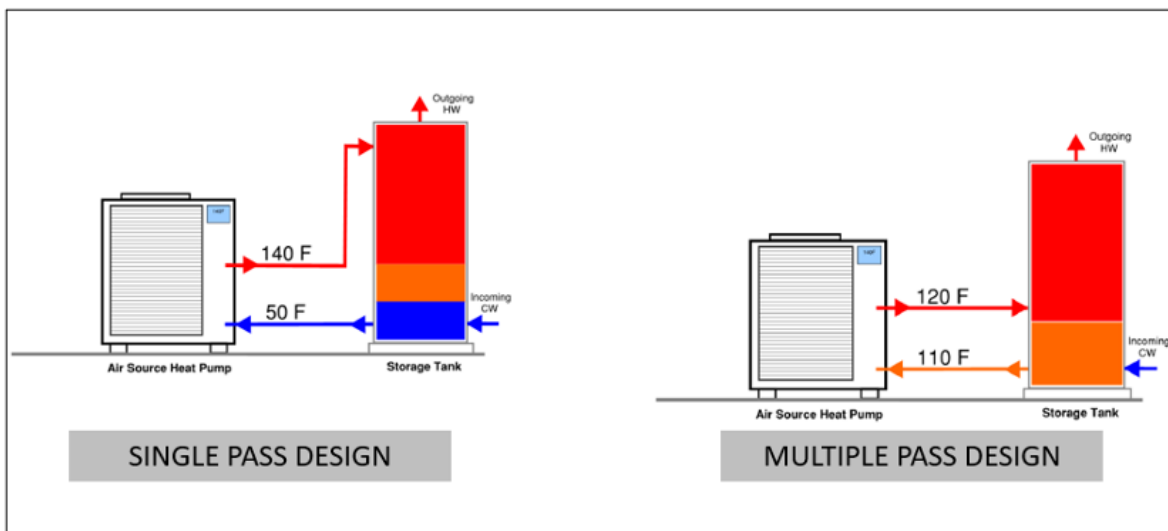 Outgoing
HW
140 F
50 F
Incoming
CW
Air Source Heat Pump
Storage Tank
SINGLE PASS DESIGN
Outgoing
HW
120 F
110 F
Incoming
CW
Air Source Heat Pump
Storage Tank
MULTIPLE PASS DESIGN